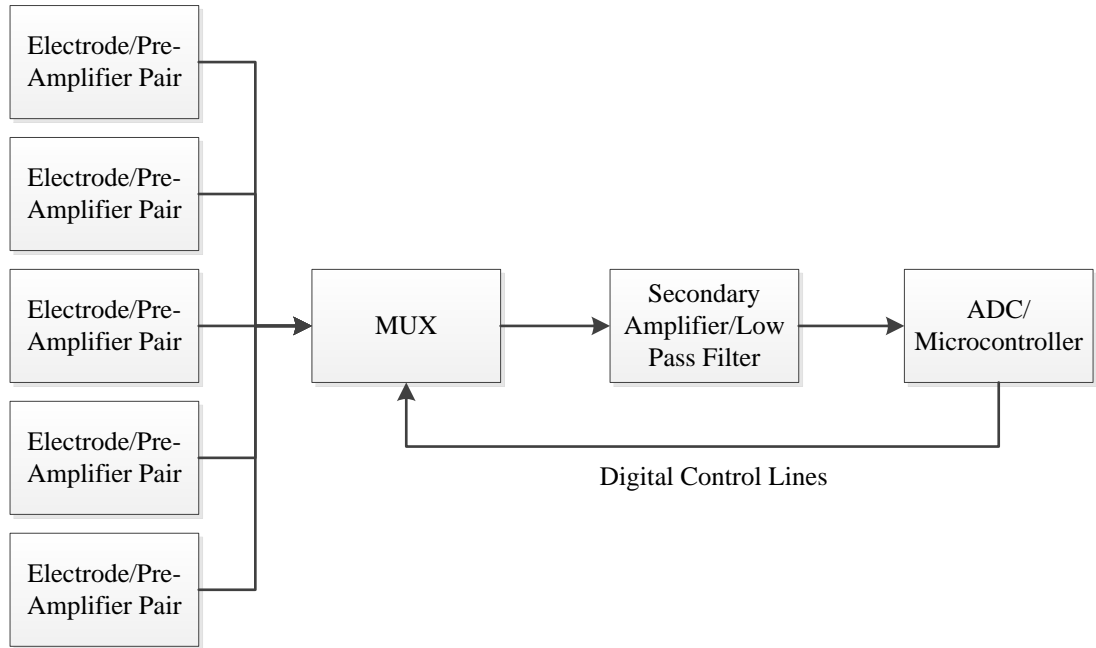 Electrode/Pre-
Amplifier Pair
Electrode/Pre-
Amplifier Pair
Electrode/Pre-
Amplifier Pair
Electrode/Pre-
Amplifier Pair
Electrode/Pre-
Amplifier Pair
MUX
Secondary
Amplifier/Low
Pass Filter
ADC/
Microcontroller
Digital Control Lines